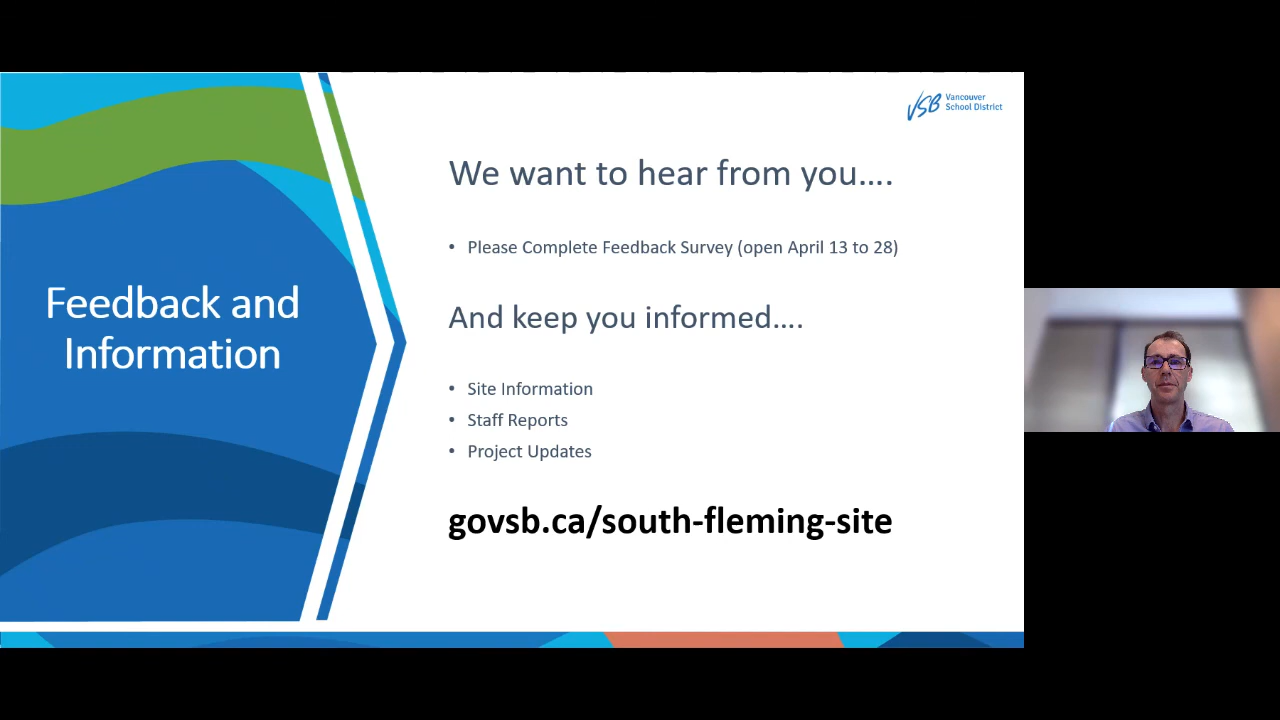 VSB Vancouver
School District
We want to hear from you....
• Please Complete Feedback Survey (open April 13 to 28)
Feedback and
Information
And keep you informed....
• Site Information
• Staff Reports
• Project Updates
govsb.ca/south-fleming-site